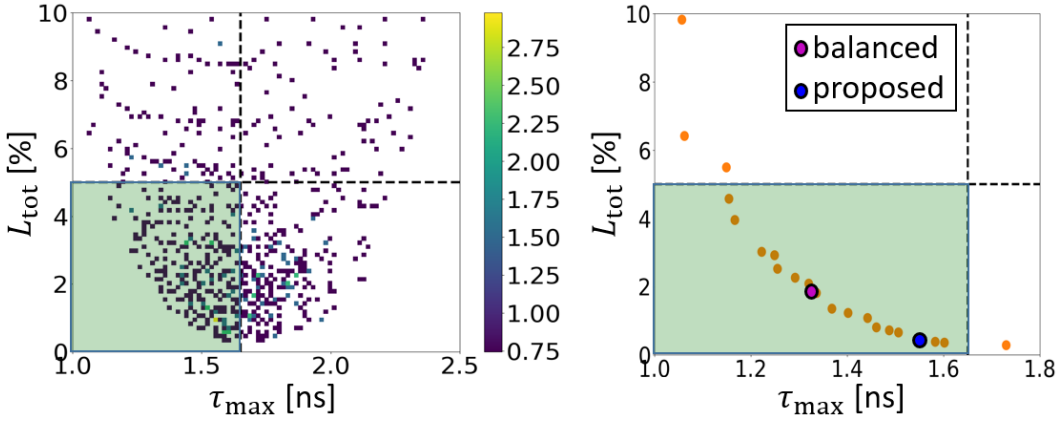 10
8
6
4
2
0
L_tot [%]
1.0 1.5 2.0 2.5
τ_max [ns]
2.75
2.50
2.25
2.00
1.75
1.50
1.25
1.00
0.75
10
8
6
4
2
0
L_tot [%]
balanced
proposed
1.0 1.2 1.4 1.6 1.8
τ_max [ns]